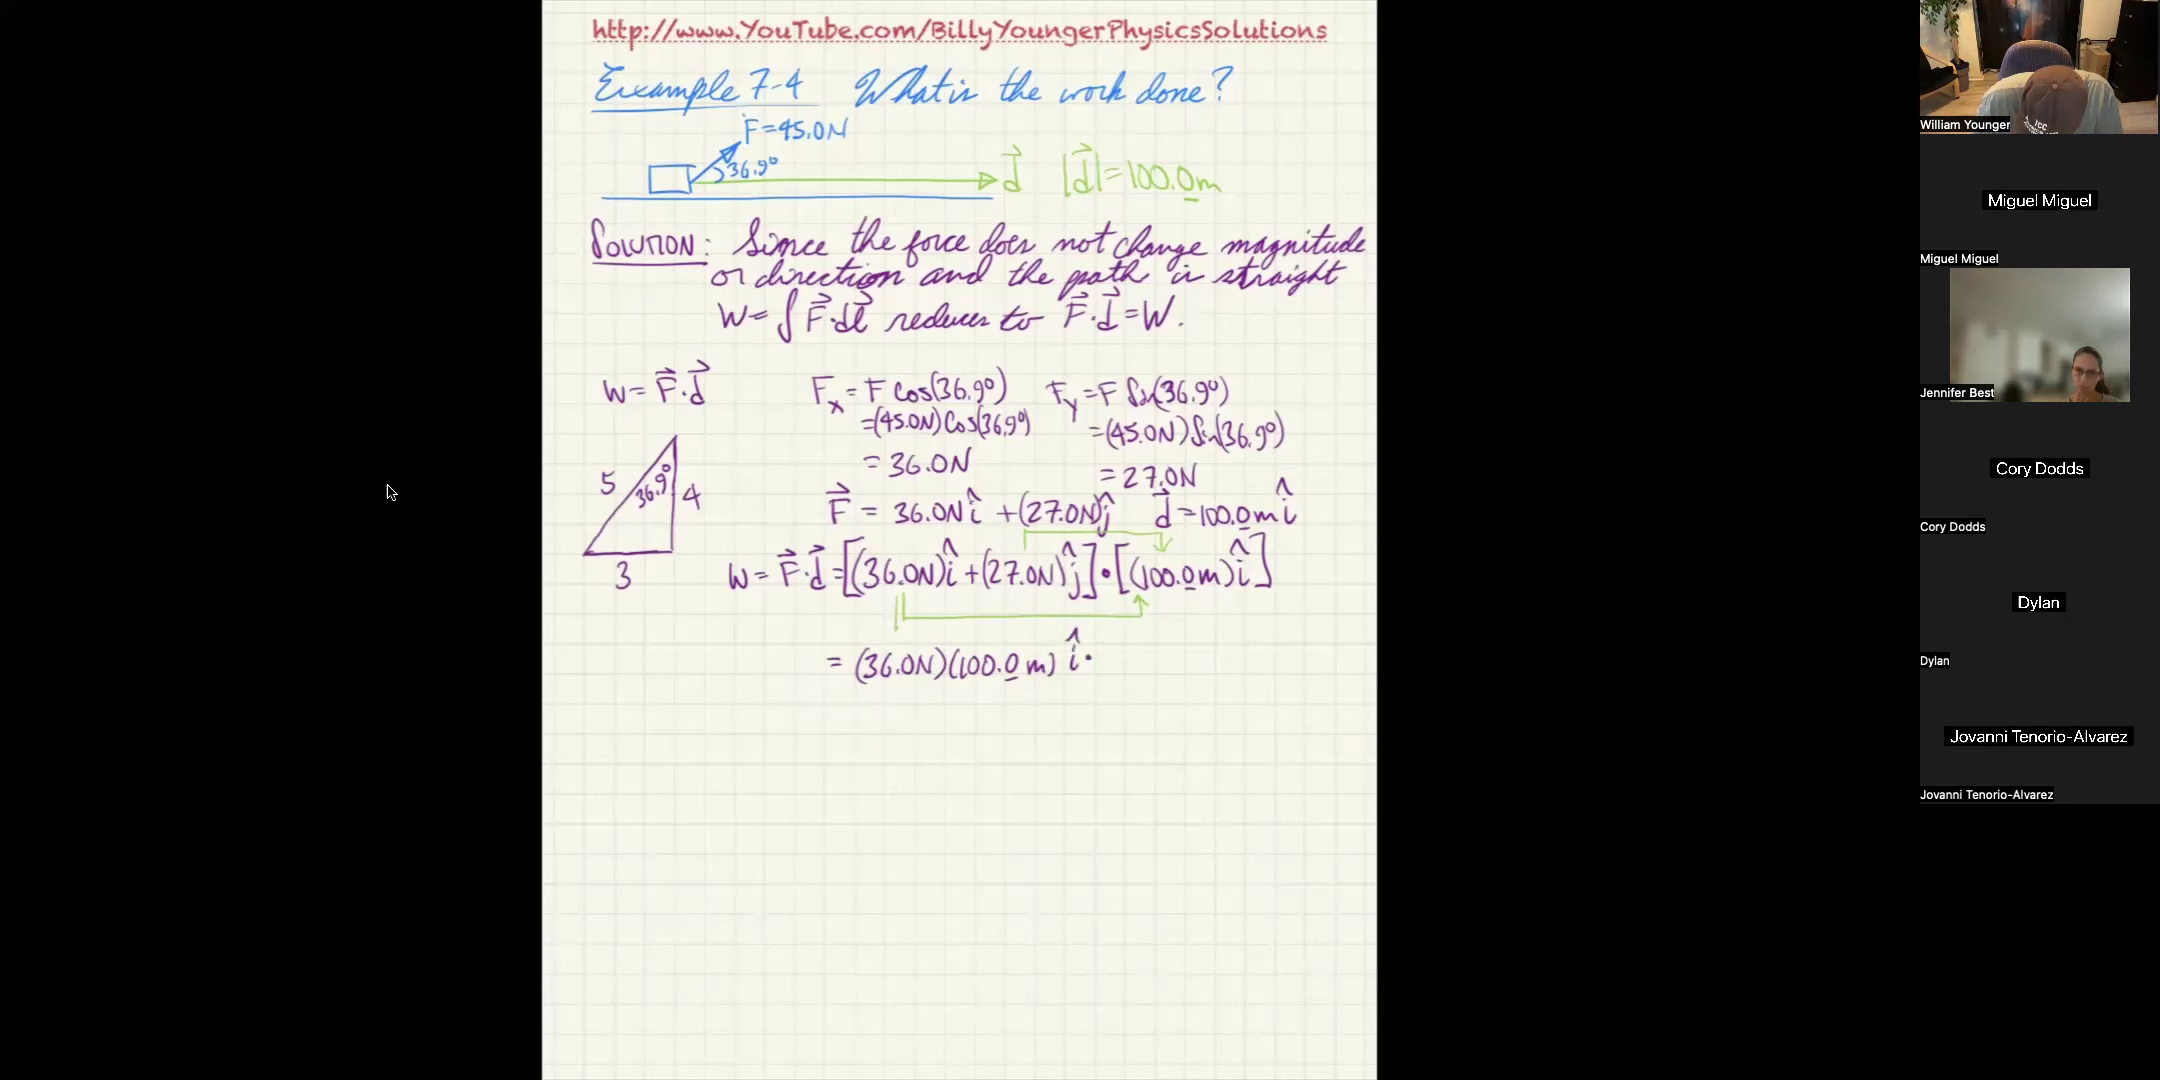 http://www.YouTube.com/BillyYoungerPhysicsSolutions
Example 7-4 What is the work done?
F=45.0N
36.9°
d⃗ |d⃗|=100.0m
SOLUTION: Since the force does not change magnitude
or direction and the path is straight
W=∫F⃗·dl⃗ reduces to F⃗·d⃗=W.
W=F⃗·d⃗ Fx=F Cos(36.9°) Fy=F Sin(36.9°)
=(45.0N)Cos(36.9°) =(45.0N)Sin(36.9°)
=36.0N =27.0N
5 36.9° 4
3
F⃗ = 36.0N î +(27.0N)ĵ d⃗=100.0m î
W=F⃗·d⃗=[(36.0N)î+(27.0N)ĵ]•[(100.0m)î]
=(36.0N)(100.0m) î·
William Younger
ICC
Miguel Miguel
Miguel Miguel
Jennifer Best
Cory Dodds
Cory Dodds
Dylan
Dylan
Jovanni Tenorio-Alvarez
Jovanni Tenorio-Alvarez